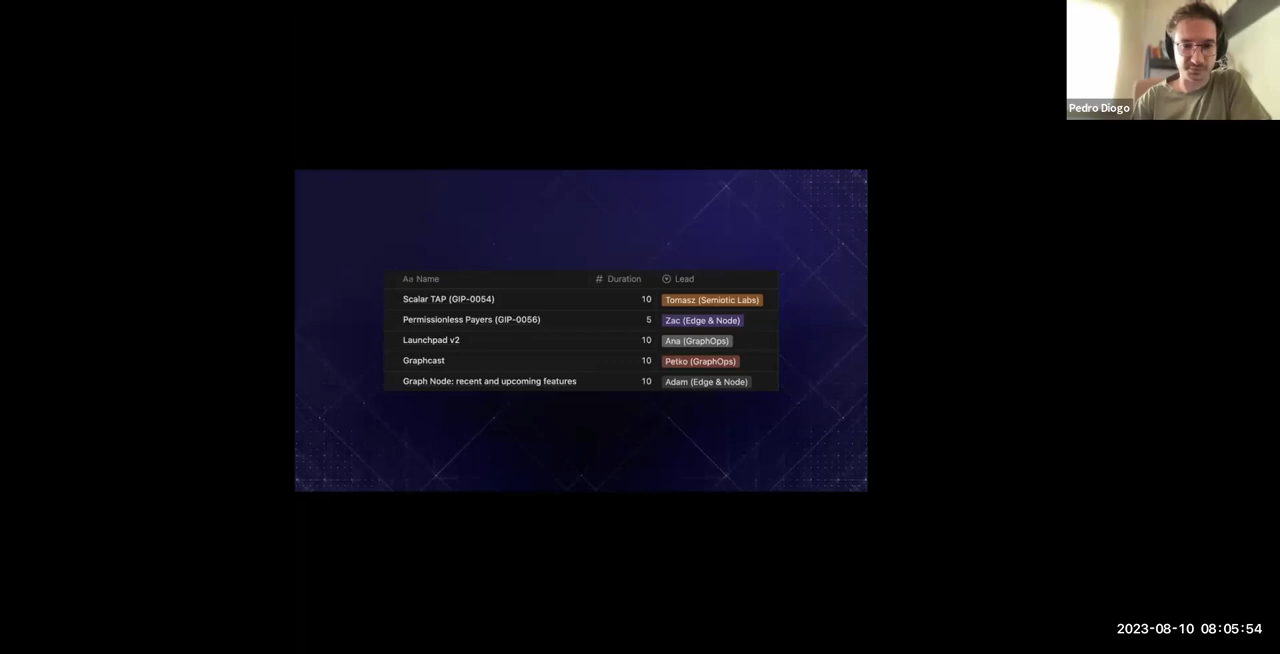 Pedro Diogo
Aa Name # Duration Lead
Scalar TAP (GIP-0054) 10 Tomasz (Semiotic Labs)
Permissionless Payers (GIP-0056) 5 Zac (Edge & Node)
Launchpad v2 10 Ana (GraphOps)
Graphcast 10 Petko (GraphOps)
Graph Node: recent and upcoming features 10 Adam (Edge & Node)
2023-08-10 08:05:54